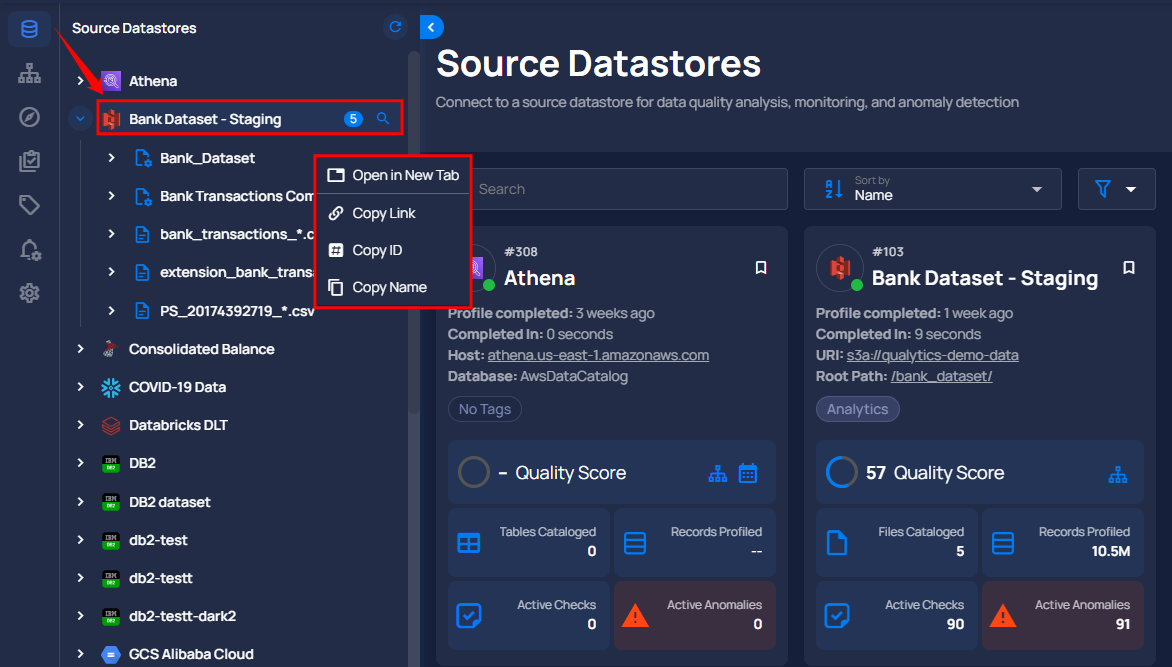 Source Datastores
Athena
Bank Dataset - Staging 5
Bank_Dataset
Bank Transactions Com
bank_transactions_*.c
extension_bank_transa
PS_20174392719_*.csv
Consolidated Balance
COVID-19 Data
Databricks DLT
DB2
DB2 dataset
db2-test
db2-testt
db2-testt-dark2
GCS Alibaba Cloud
Open in New Tab
Copy Link
Copy ID
Copy Name
Source Datastores
Connect to a source datastore for data quality analysis, monitoring, and anomaly detection
Search
Sort by
Name
#308
Athena
Profile completed: 3 weeks ago
Completed In: 0 seconds
Host: athena.us-east-1.amazonaws.com
Database: AwsDataCatalog
No Tags
– Quality Score
Tables Cataloged
0
Records Profiled
--
Active Checks
0
Active Anomalies
0
#103
Bank Dataset - Staging
Profile completed: 1 week ago
Completed In: 9 seconds
URI: s3a://qualytics-demo-data
Root Path: /bank_dataset/
Analytics
57 Quality Score
Files Cataloged
5
Records Profiled
10.5M
Active Checks
90
Active Anomalies
91